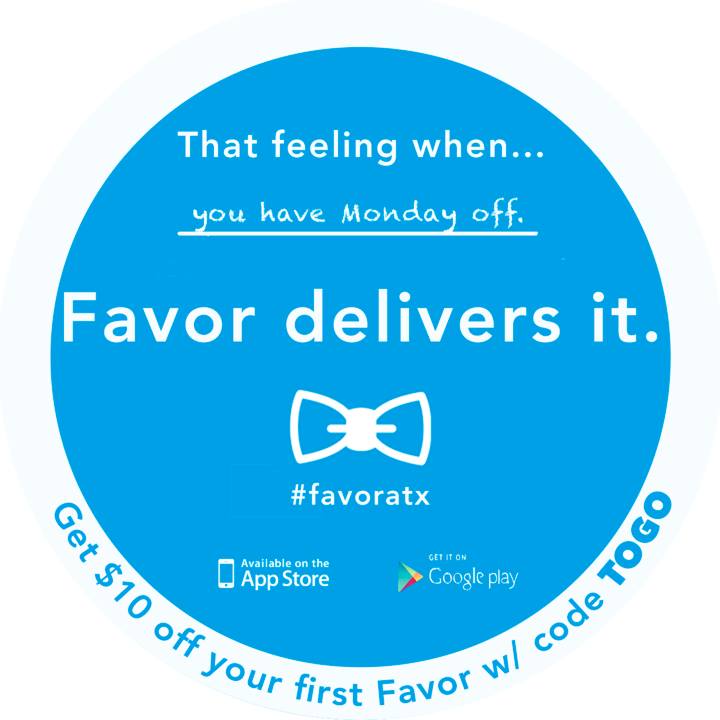 That feeling when...
you have Monday off.
Favor delivers it.
#favoratx
Available on the
App Store
GET IT ON
Google play
Get $10 off your first Favor w/ code TOGO